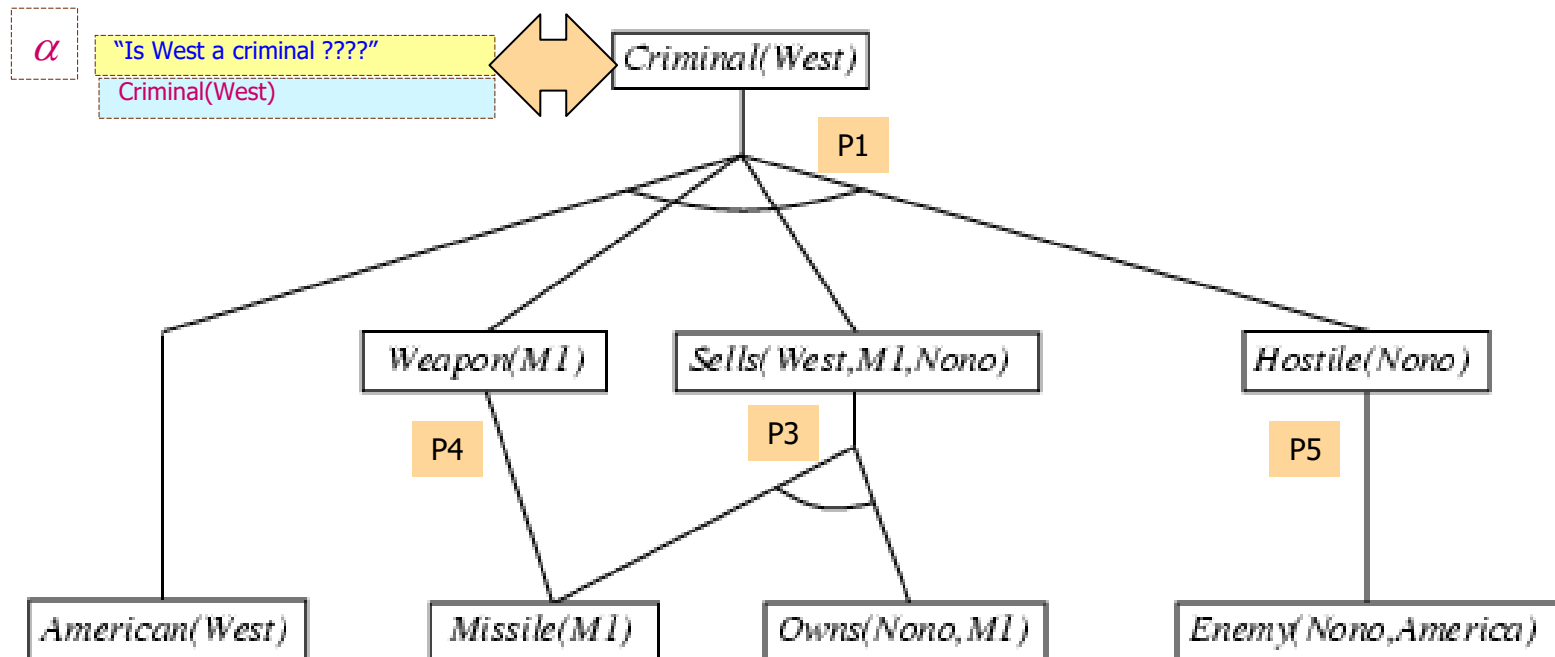 α
“Is West a criminal ????”
Criminal(West)
Criminal(West)
P1
Weapon(M1)
Sells(West,M1,Nono)
Hostile(Nono)
P4
P3
P5
American(West)
Missile(M1)
Owns(Nono,M1)
Enemy(Nono,America)